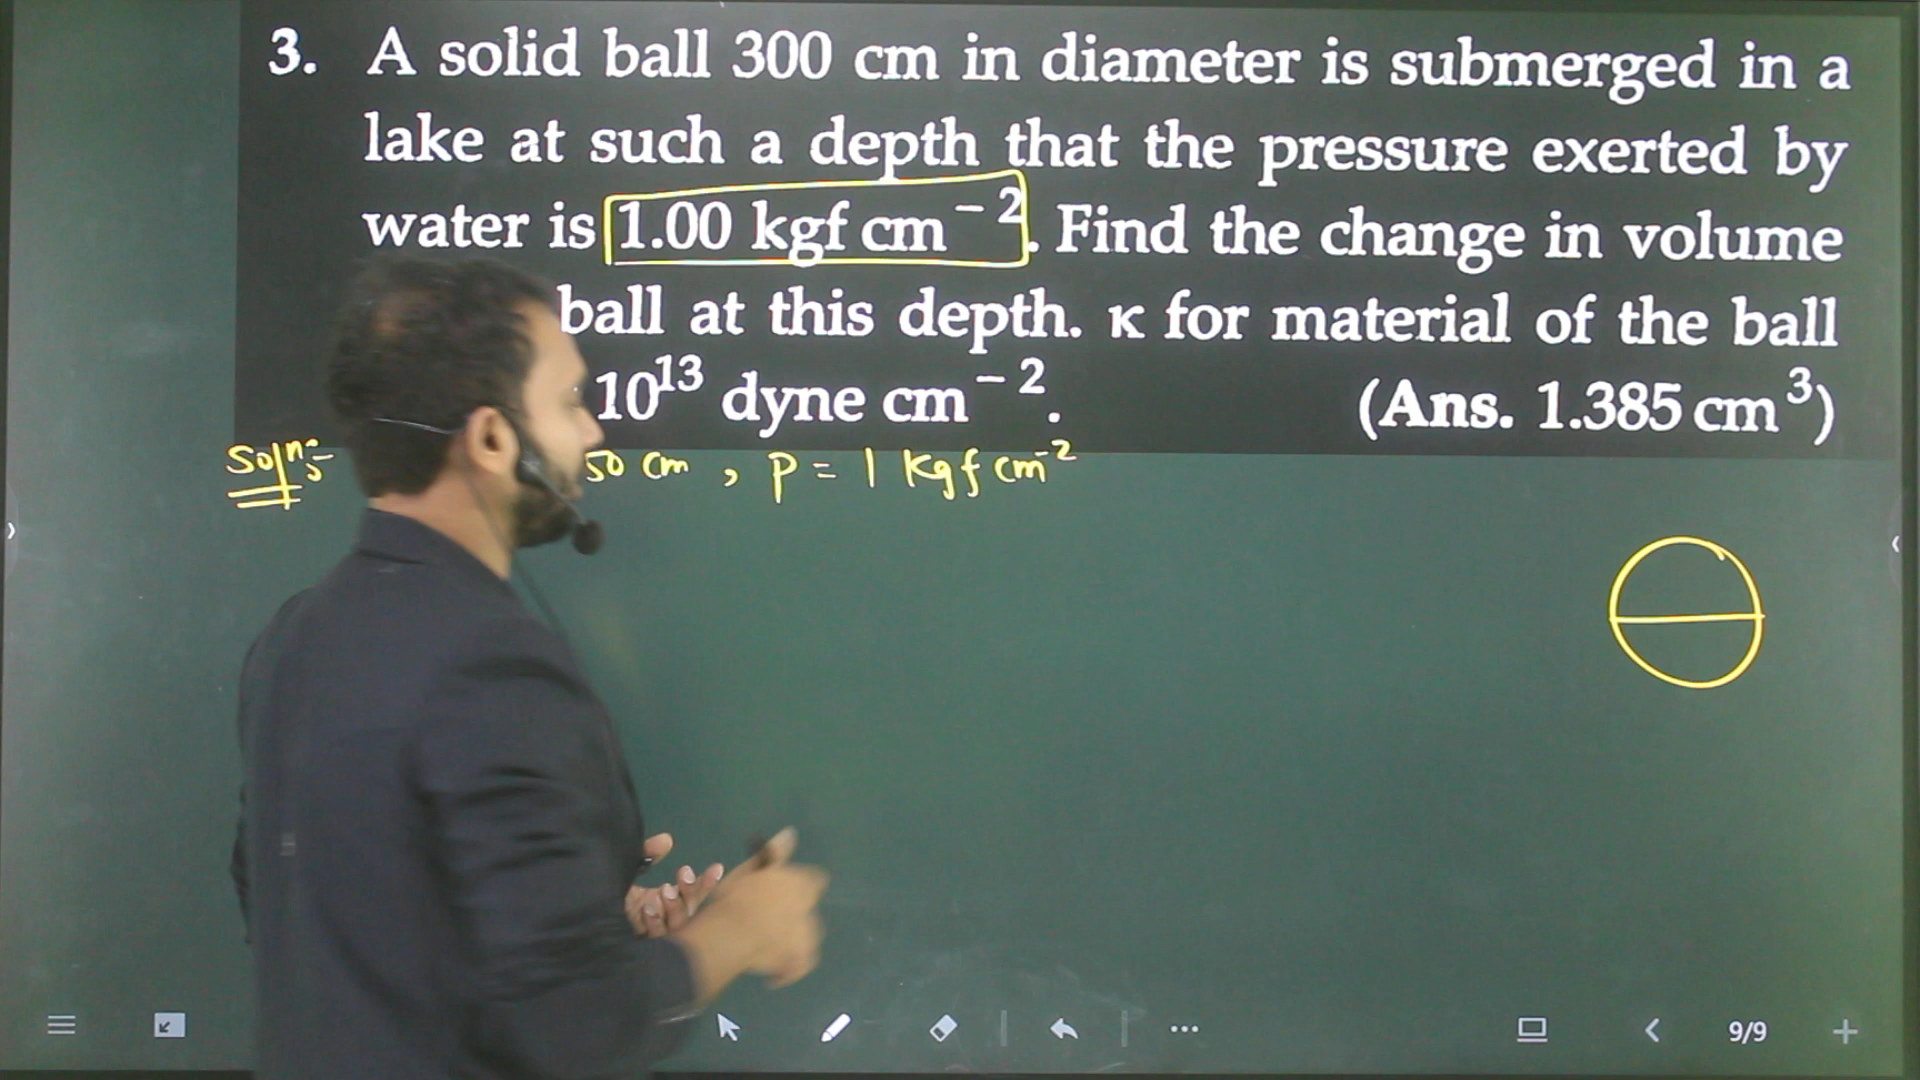 3. A solid ball 300 cm in diameter is submerged in a
lake at such a depth that the pressure exerted by
water is 1.00 kgf cm⁻². Find the change in volume
ball at this depth. κ for material of the ball
10¹³ dyne cm⁻².
(Ans. 1.385 cm³)
Soln:-
50 cm , P = 1 kgf cm⁻²
9/9